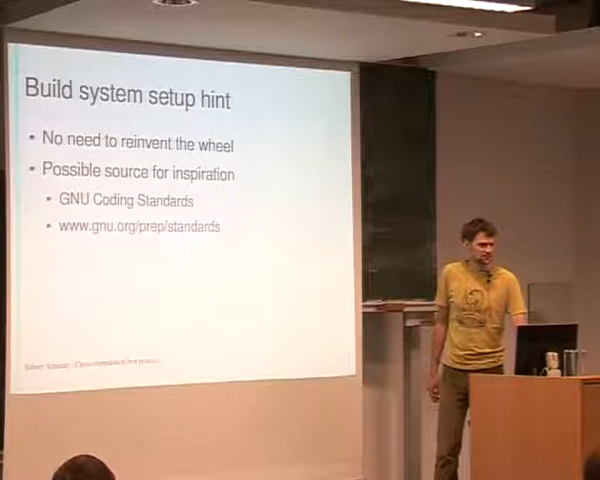 Build system setup hint
▪ No need to reinvent the wheel
▪ Possible source for inspiration
▪ GNU Coding Standards
▪ www.gnu.org/prep/standards